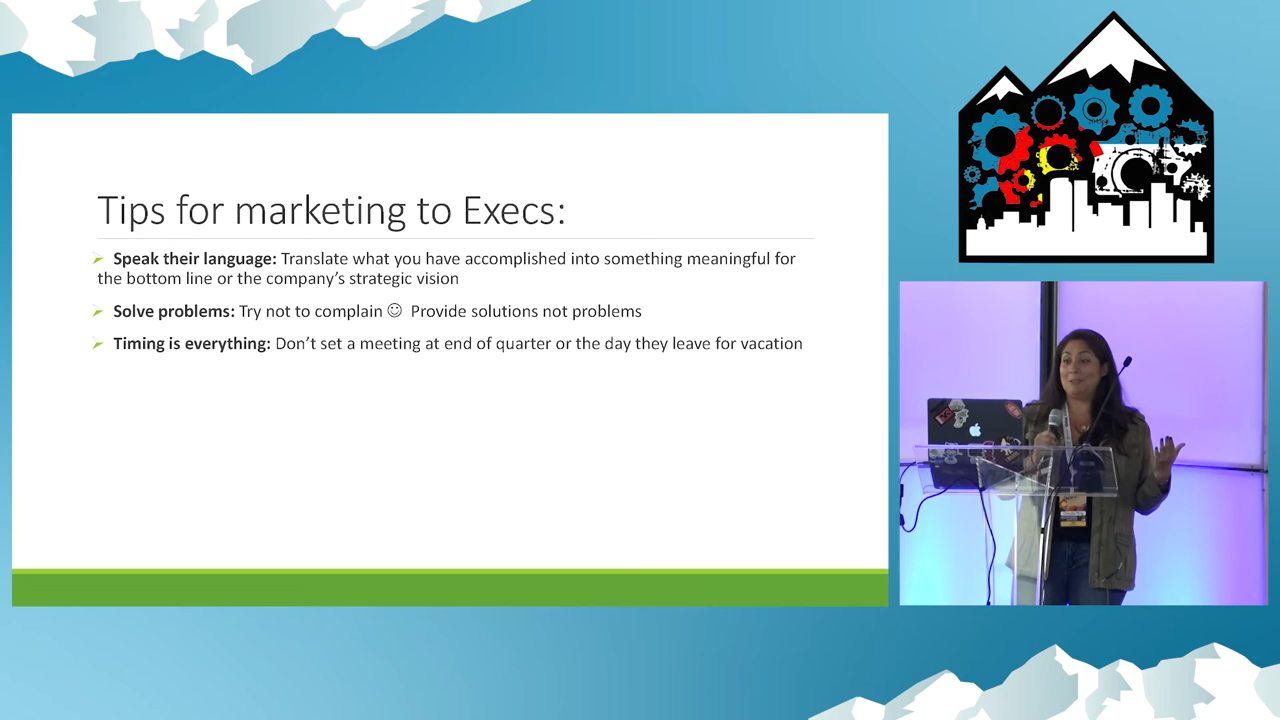 Tips for marketing to Execs:
Speak their language: Translate what you have accomplished into something meaningful for
the bottom line or the company’s strategic vision
Solve problems: Try not to complain ☺ Provide solutions not problems
Timing is everything: Don’t set a meeting at end of quarter or the day they leave for vacation